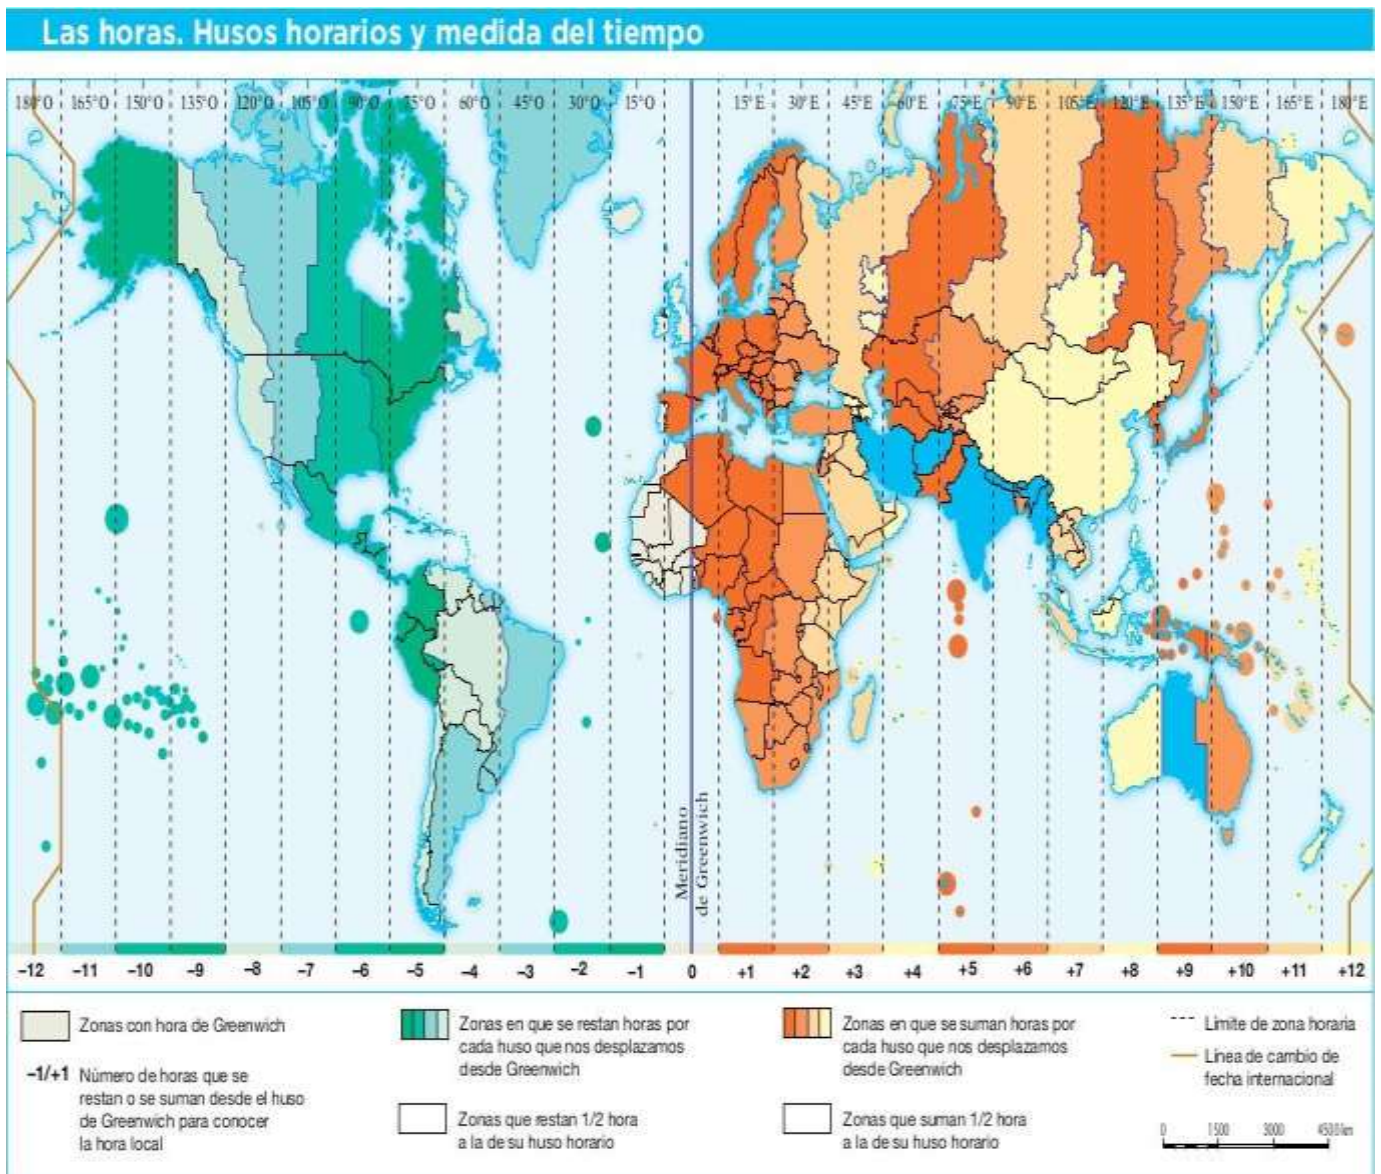 Las horas. Husos horarios y medida del tiempo
180°O 165°O 150°O 135°O 120°O 105°O 90°O 75°O 60°O 45°O 30°O 15°O 15°E 30°E 45°E 60°E 75°E 90°E 105°E 120°E 135°E 150°E 165°E 180°E
Meridiano
de Greenwich
−12 −11 −10 −9 −8 −7 −6 −5 −4 −3 −2 −1 0 +1 +2 +3 +4 +5 +6 +7 +8 +9 +10 +11 +12
Zonas con hora de Greenwich
−1/+1 Número de horas que se
restan o se suman desde el huso
de Greenwich para conocer
la hora local
Zonas en que se restan horas por
cada huso que nos desplazamos
desde Greenwich
Zonas que restan 1/2 hora
a la de su huso horario
Zonas en que se suman horas por
cada huso que nos desplazamos
desde Greenwich
Zonas que suman 1/2 hora
a la de su huso horario
Límite de zona horaria
Línea de cambio de
fecha internacional
0 1500 3000 4500 km